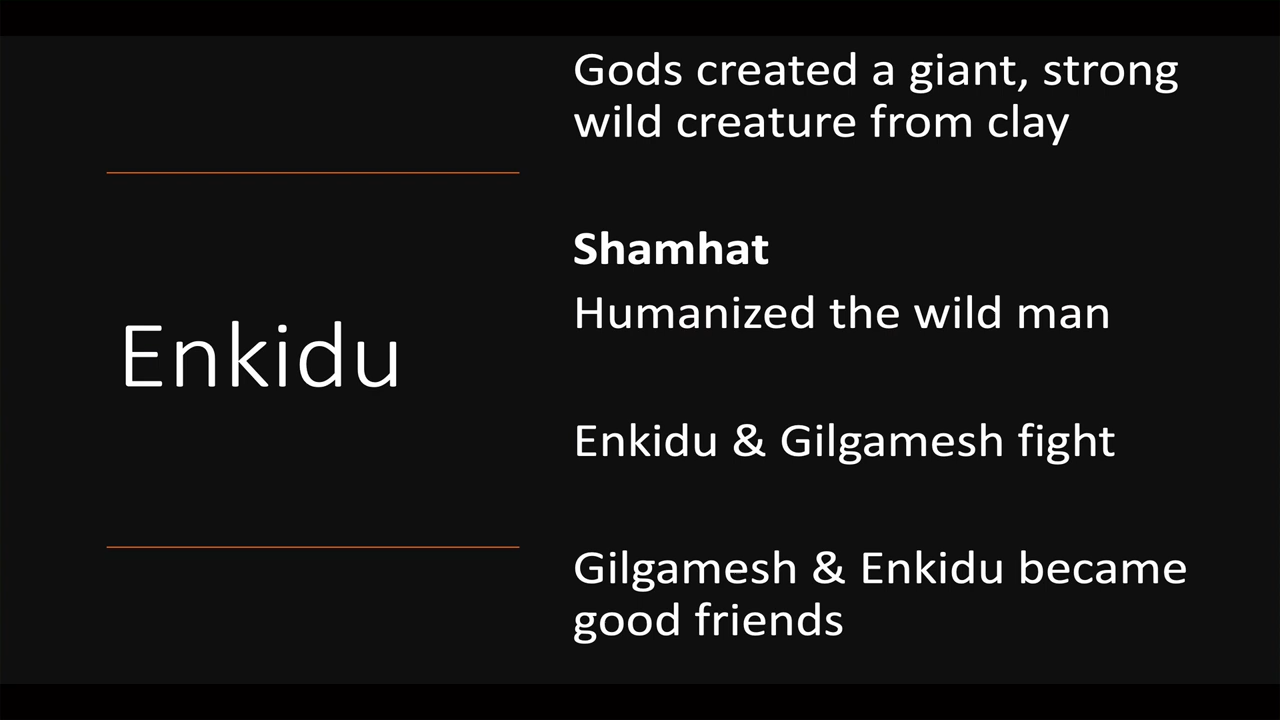 Enkidu
Gods created a giant, strong
wild creature from clay
Shamhat
Humanized the wild man
Enkidu & Gilgamesh fight
Gilgamesh & Enkidu became
good friends